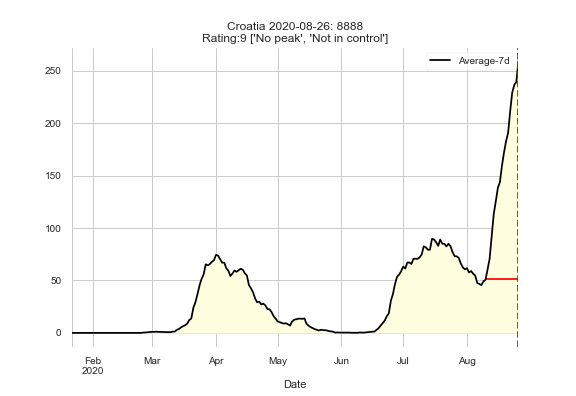 Croatia 2020-08-26: 8888
Rating:9 ['No peak', 'Not in control']
Average-7d
250
200
150
100
50
0
Feb
2020
Mar
Apr
May
Jun
Jul
Aug
Date